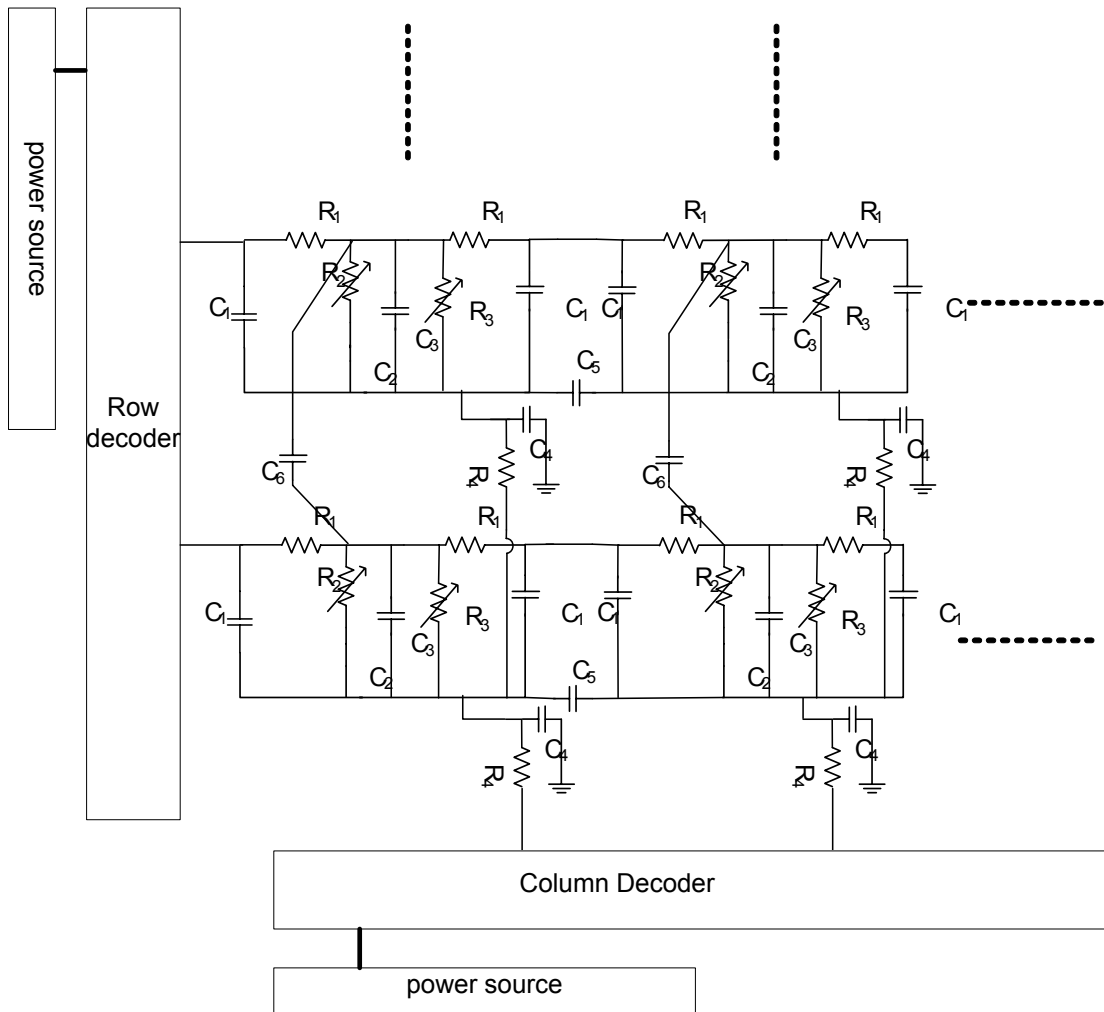 power source
Row
decoder
R1 R1 R1 R1
R2 R2
C1 R3 C1 C1 R3 C1
C3 C3
C2 C5 C2
C4 C4
C6 R4 C6 R4
R1 R1 R1 R1
R2 R2
C1 R3 C1 C1 R3 C1
C3 C3
C2 C5 C2
C4 C4
R4 R4
Column Decoder
power source